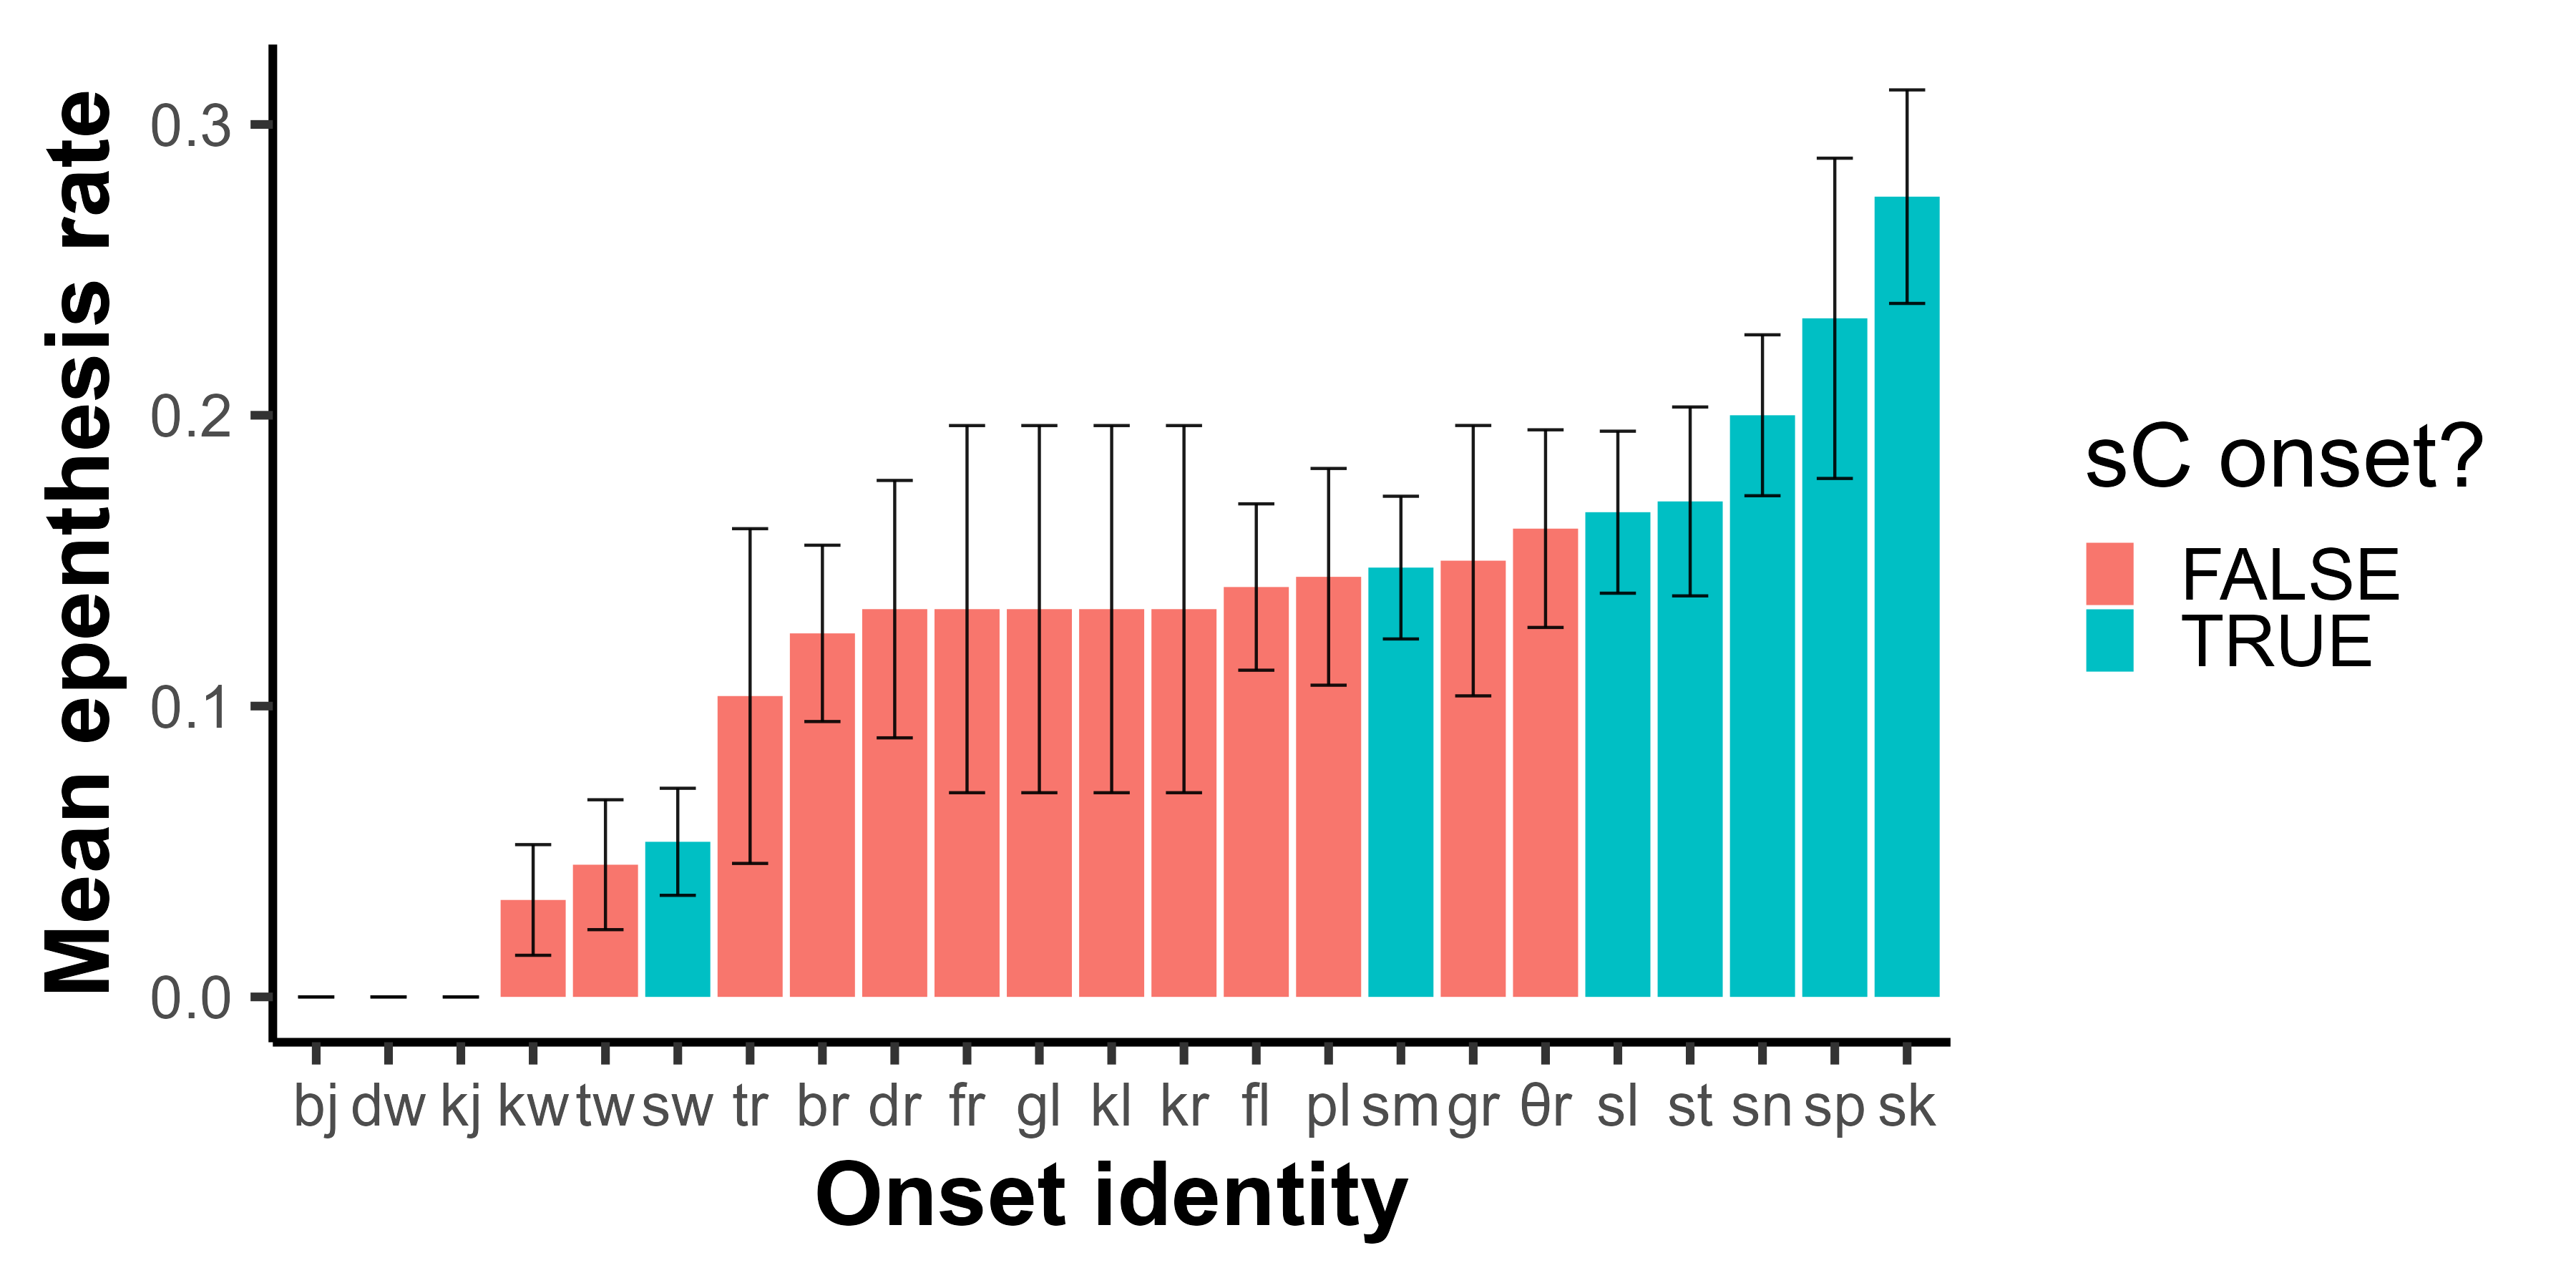 Mean epenthesis rate
0.3
0.2
0.1
0.0
bj dw kj kw tw sw tr br dr fr gl kl kr fl pl sm gr θr sl st sn sp sk
Onset identity
sC onset?
FALSE
TRUE